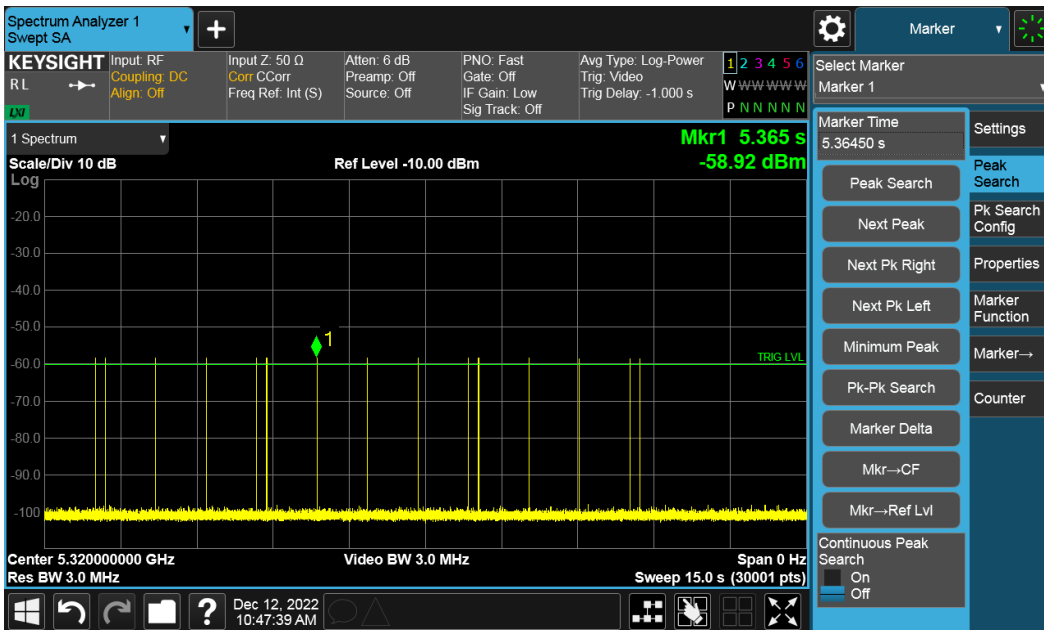 Spectrum Analyzer 1
Swept SA
+
Marker
KEYSIGHT
R L
LXI
Input: RF
Coupling: DC
Align: Off
Input Z: 50 Ω
Corr CCorr
Freq Ref: Int (S)
Atten: 6 dB
Preamp: Off
Source: Off
PNO: Fast
Gate: Off
IF Gain: Low
Sig Track: Off
Avg Type: Log-Power
Trig: Video
Trig Delay: -1.000 s
1 2 3 4 5 6
W W W W W W
P N N N N N
Select Marker
Marker 1
1 Spectrum
Mkr1 5.365 s
Scale/Div 10 dB
Ref Level -10.00 dBm
-58.92 dBm
Log
-20.0
-30.0
-40.0
-50.0
-60.0
-70.0
-80.0
-90.0
-100
1
TRIG LVL
Center 5.320000000 GHz
Video BW 3.0 MHz
Span 0 Hz
Res BW 3.0 MHz
Sweep 15.0 s (30001 pts)
Marker Time
5.36450 s
Peak Search
Next Peak
Next Pk Right
Next Pk Left
Minimum Peak
Pk-Pk Search
Marker Delta
Mkr→CF
Mkr→Ref Lvl
Continuous Peak
Search
On
Off
Settings
Peak
Search
Pk Search
Config
Properties
Marker
Function
Marker→
Counter
?
Dec 12, 2022
10:47:39 AM